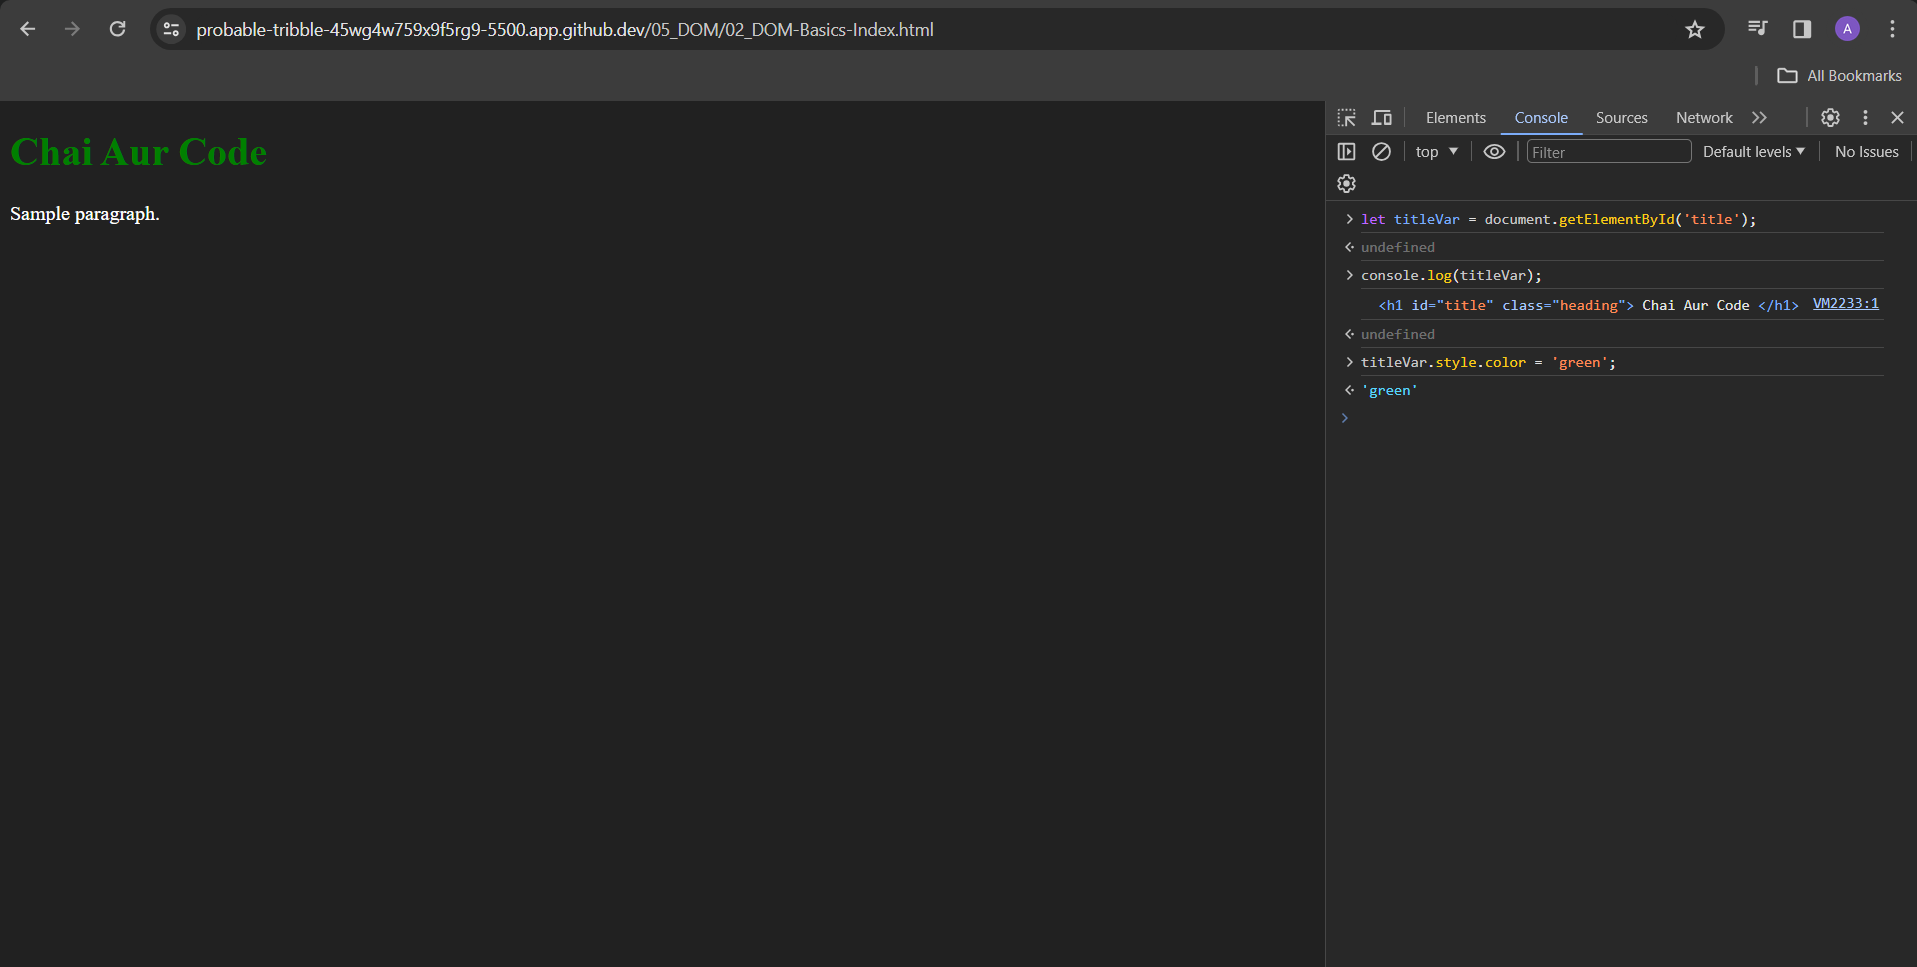 probable-tribble-45wg4w759x9f5rg9-5500.app.github.dev/05_DOM/02_DOM-Basics-Index.html
A
All Bookmarks
Chai Aur Code
Sample paragraph.
Elements Console Sources Network
top Filter Default levels No Issues
let titleVar = document.getElementById('title');
undefined
console.log(titleVar);
<h1 id="title" class="heading"> Chai Aur Code </h1> VM2233:1
undefined
titleVar.style.color = 'green';
'green'